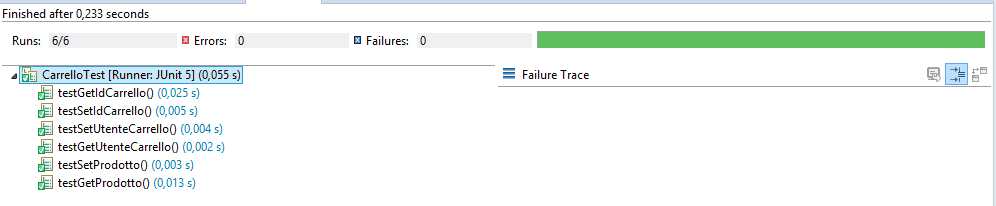 Finished after 0,233 seconds
Runs: 6/6 Errors: 0 Failures: 0
CarrelloTest [Runner: JUnit 5] (0,055 s)
Failure Trace
testGetIdCarrello() (0,025 s)
testSetIdCarrello() (0,005 s)
testSetUtenteCarrello() (0,004 s)
testGetUtenteCarrello() (0,002 s)
testSetProdotto() (0,003 s)
testGetProdotto() (0,013 s)